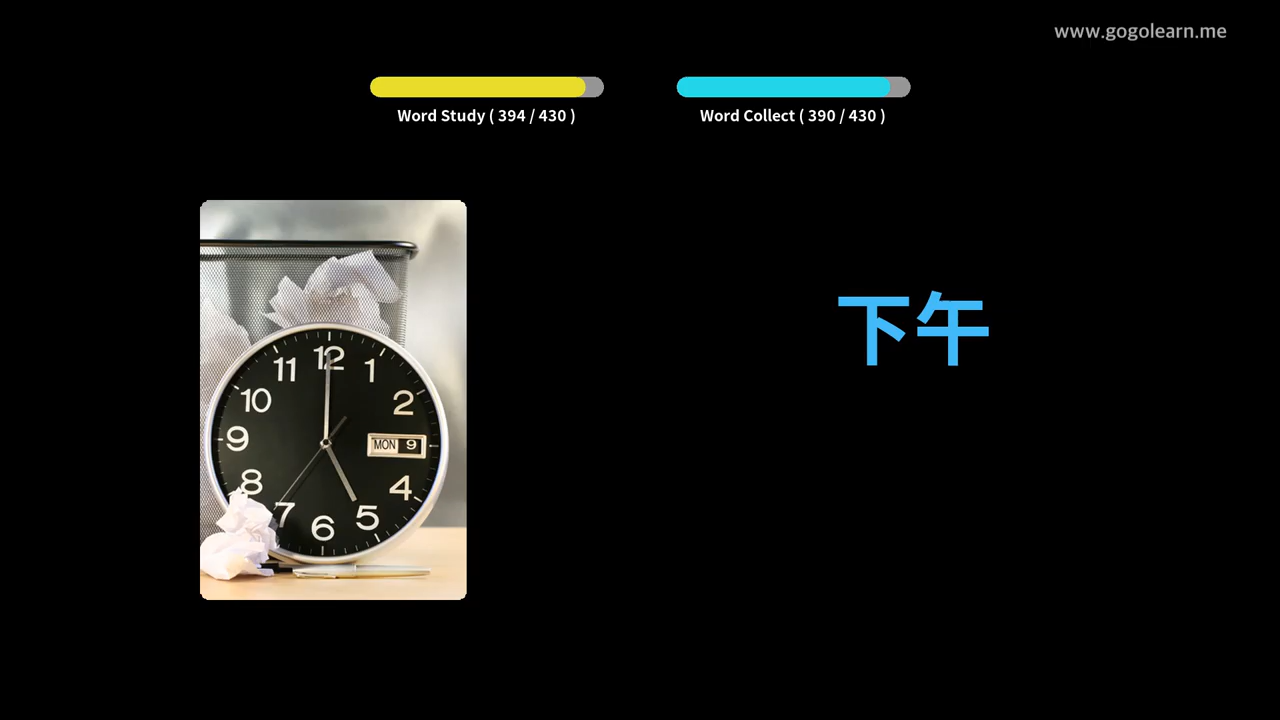 www.gogolearn.me
Word Study ( 394 / 430 )
Word Collect ( 390 / 430 )
下午
12
1
2
MON 9
4
5
6
7
8
9
10
11